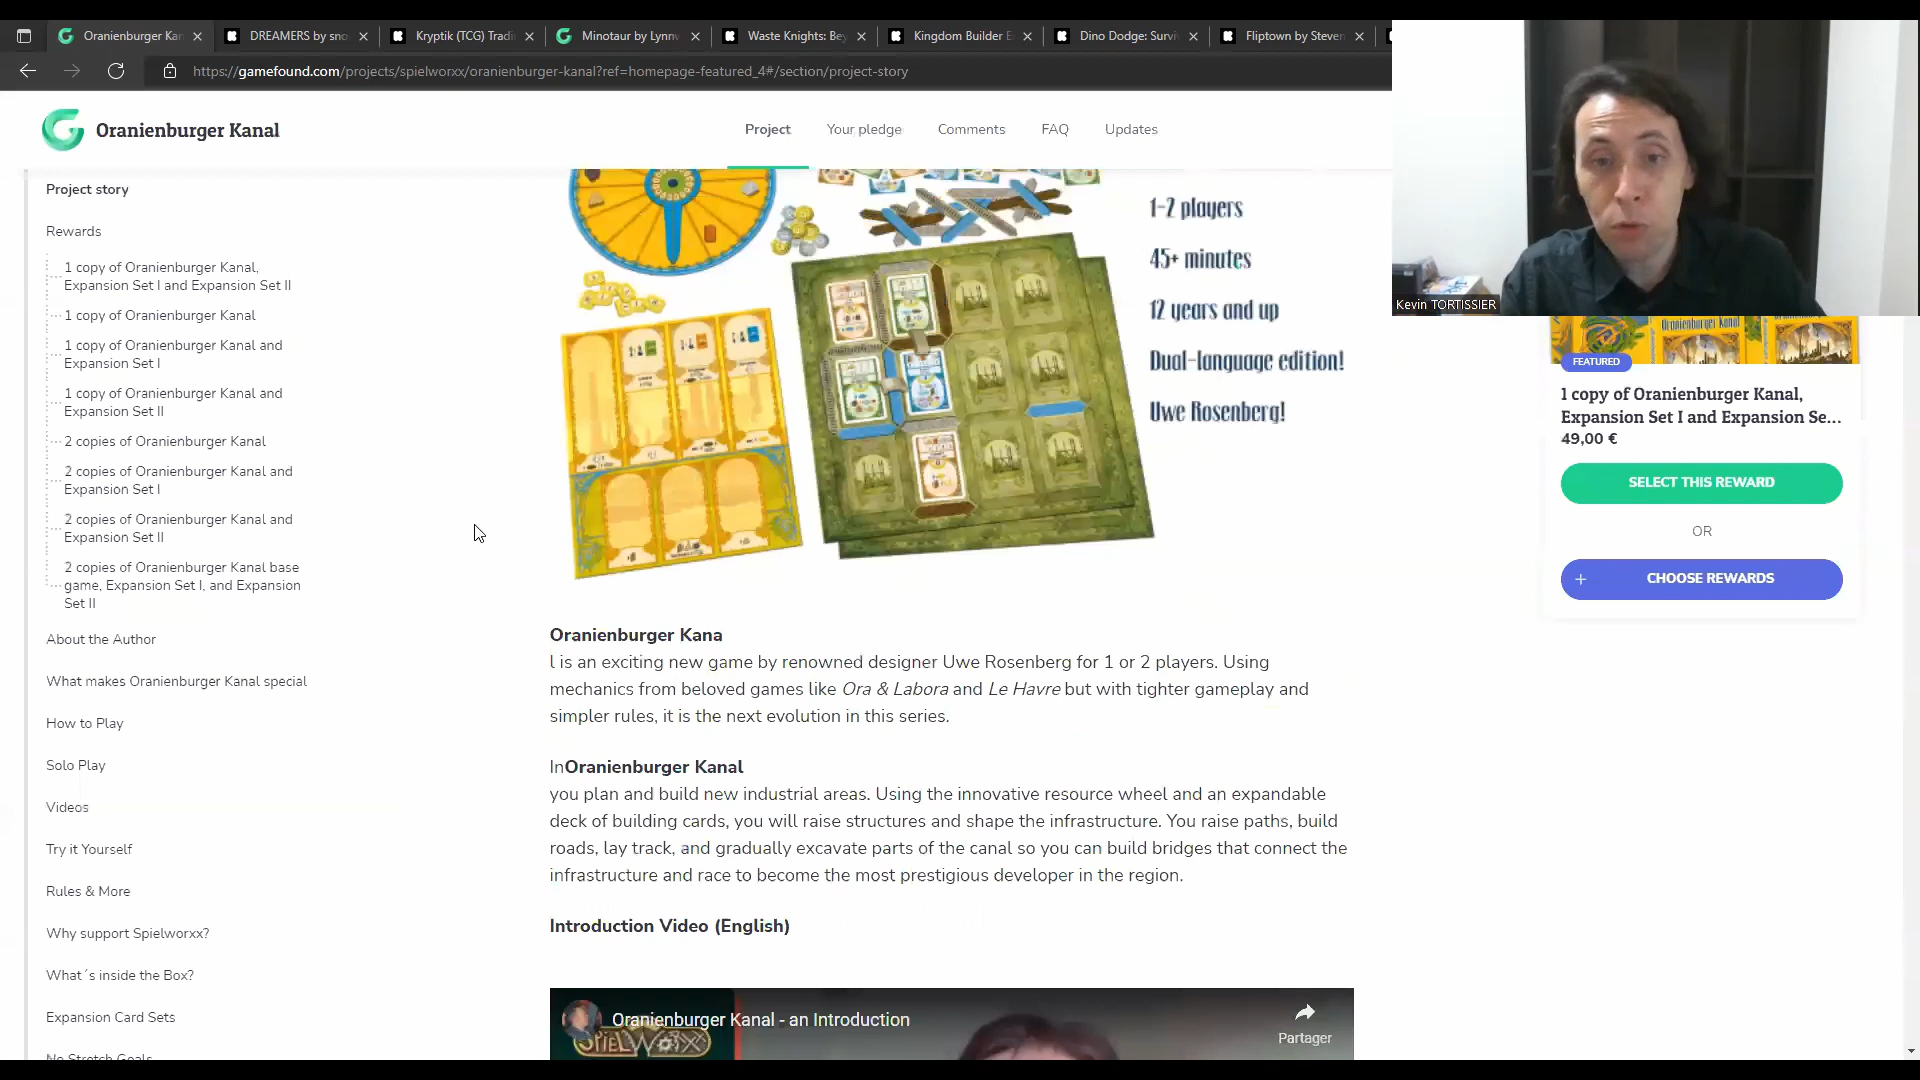 Oranienburger Kan
DREAMERS by sno
Kryptik (TCG) Tradi
Minotaur by Lynnv
Waste Knights: Bey
Kingdom Builder E
Dino Dodge: Survi
Fliptown by Steven
https://gamefound.com/projects/spielworxx/oranienburger-kanal?ref=homepage-featured_4#/section/project-story
Oranienburger Kanal
Project
Your pledge
Comments
FAQ
Updates
Project story
Rewards
1 copy of Oranienburger Kanal,
Expansion Set I and Expansion Set II
1 copy of Oranienburger Kanal
1 copy of Oranienburger Kanal and
Expansion Set I
1 copy of Oranienburger Kanal and
Expansion Set II
2 copies of Oranienburger Kanal
2 copies of Oranienburger Kanal and
Expansion Set I
2 copies of Oranienburger Kanal and
Expansion Set II
2 copies of Oranienburger Kanal base
game, Expansion Set I, and Expansion
Set II
About the Author
What makes Oranienburger Kanal special
How to Play
Solo Play
Videos
Try it Yourself
Rules & More
Why support Spielworxx?
What´s inside the Box?
Expansion Card Sets
No Stretch Goals
1-2 players
45+ minutes
12 years and up
Dual-language edition!
Uwe Rosenberg!
Oranienburger Kana
l is an exciting new game by renowned designer Uwe Rosenberg for 1 or 2 players. Using
mechanics from beloved games like Ora & Labora and Le Havre but with tighter gameplay and
simpler rules, it is the next evolution in this series.
InOranienburger Kanal
you plan and build new industrial areas. Using the innovative resource wheel and an expandable
deck of building cards, you will raise structures and shape the infrastructure. You raise paths, build
roads, lay track, and gradually excavate parts of the canal so you can build bridges that connect the
infrastructure and race to become the most prestigious developer in the region.
Introduction Video (English)
Oranienburger Kanal - an Introduction
SPIELWORXX
Partager
Kevin TORTISSIER
Oranienburger Kanal
FEATURED
1 copy of Oranienburger Kanal,
Expansion Set I and Expansion Se...
49,00 €
SELECT THIS REWARD
OR
+ CHOOSE REWARDS